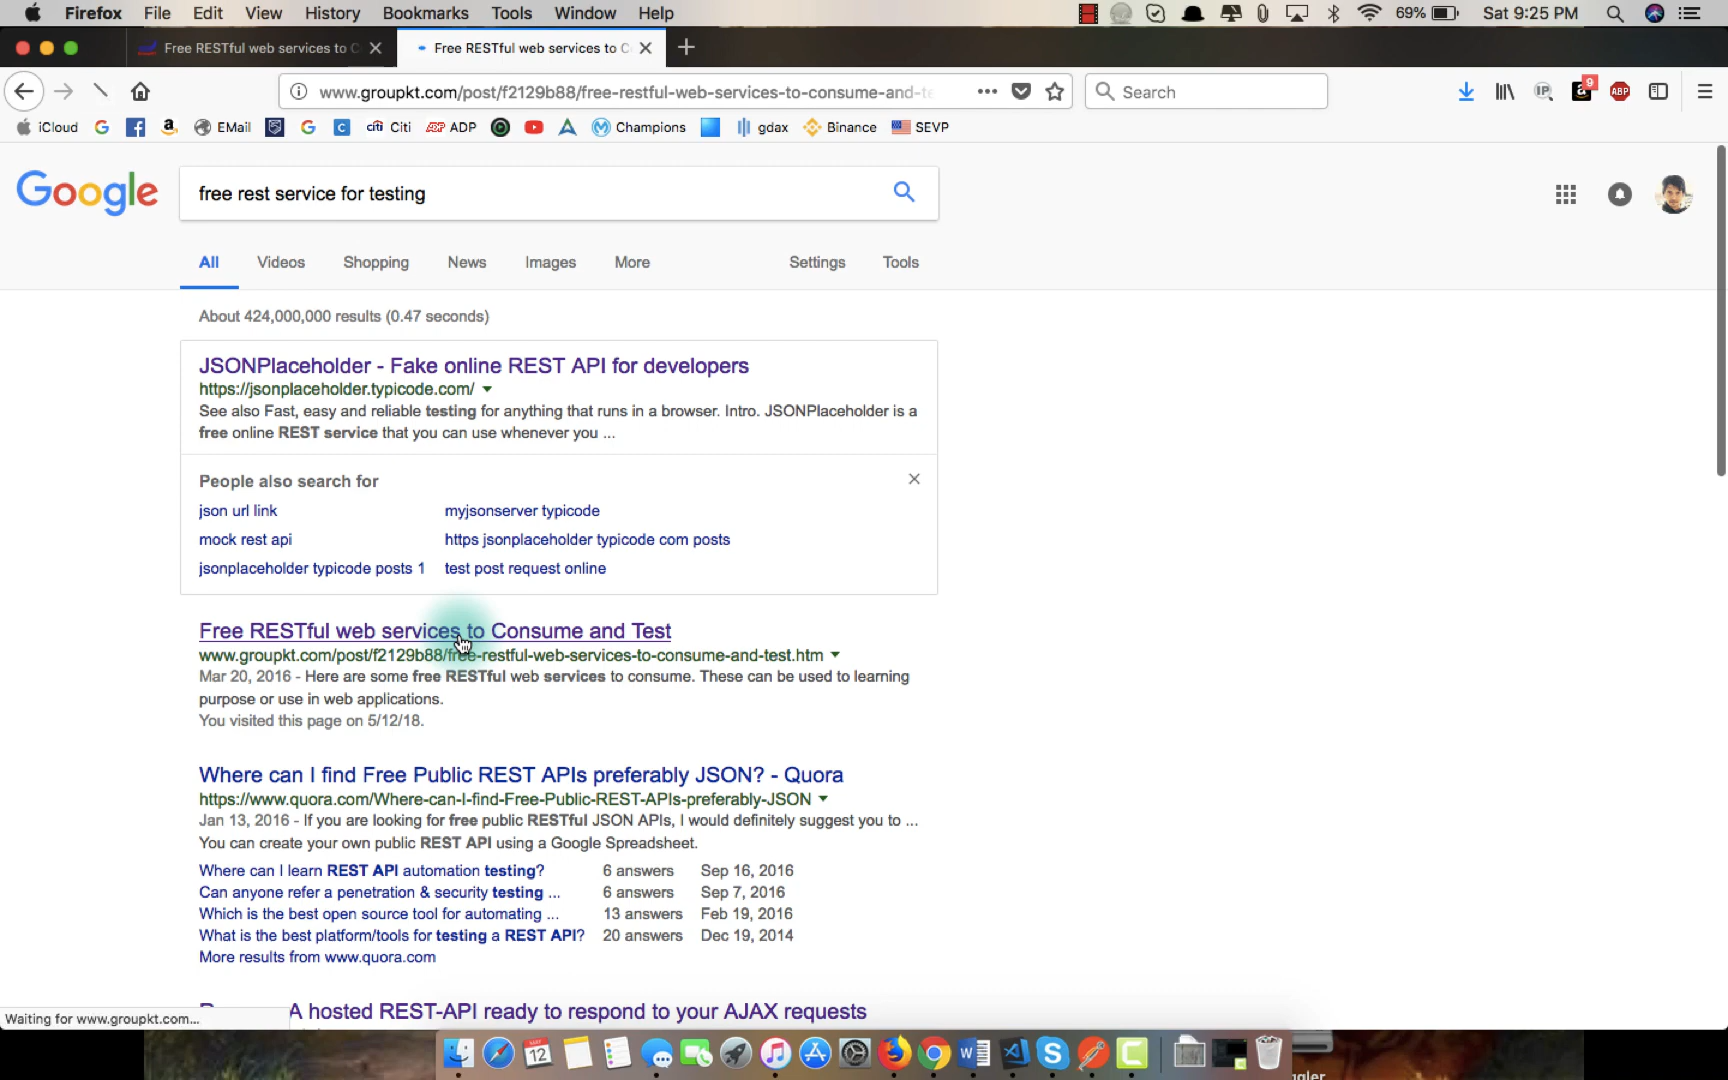 Firefox File Edit View History Bookmarks Tools Window Help 69% Sat 9:25 PM
Free RESTful web services to C Free RESTful web services to C
www.groupkt.com/post/f2129b88/free-restful-web-services-to-consume-and-te Search 9 ABP
iCloud EMail Citi ADP Champions gdax Binance SEVP
Google free rest service for testing
All Videos Shopping News Images More Settings Tools
About 424,000,000 results (0.47 seconds)
JSONPlaceholder - Fake online REST API for developers
https://jsonplaceholder.typicode.com/
See also Fast, easy and reliable testing for anything that runs in a browser. Intro. JSONPlaceholder is a
free online REST service that you can use whenever you ...
People also search for
json url link myjsonserver typicode
mock rest api https jsonplaceholder typicode com posts
jsonplaceholder typicode posts 1 test post request online
Free RESTful web services to Consume and Test
www.groupkt.com/post/f2129b88/free-restful-web-services-to-consume-and-test.htm
Mar 20, 2016 - Here are some free RESTful web services to consume. These can be used to learning
purpose or use in web applications.
You visited this page on 5/12/18.
Where can I find Free Public REST APIs preferably JSON? - Quora
https://www.quora.com/Where-can-I-find-Free-Public-REST-APIs-preferably-JSON
Jan 13, 2016 - If you are looking for free public RESTful JSON APIs, I would definitely suggest you to ...
You can create your own public REST API using a Google Spreadsheet.
Where can I learn REST API automation testing? 6 answers Sep 16, 2016
Can anyone refer a penetration & security testing ... 6 answers Sep 7, 2016
Which is the best open source tool for automating ... 13 answers Feb 19, 2016
What is the best platform/tools for testing a REST API? 20 answers Dec 19, 2014
More results from www.quora.com
A hosted REST-API ready to respond to your AJAX requests
Waiting for www.groupkt.com...
12